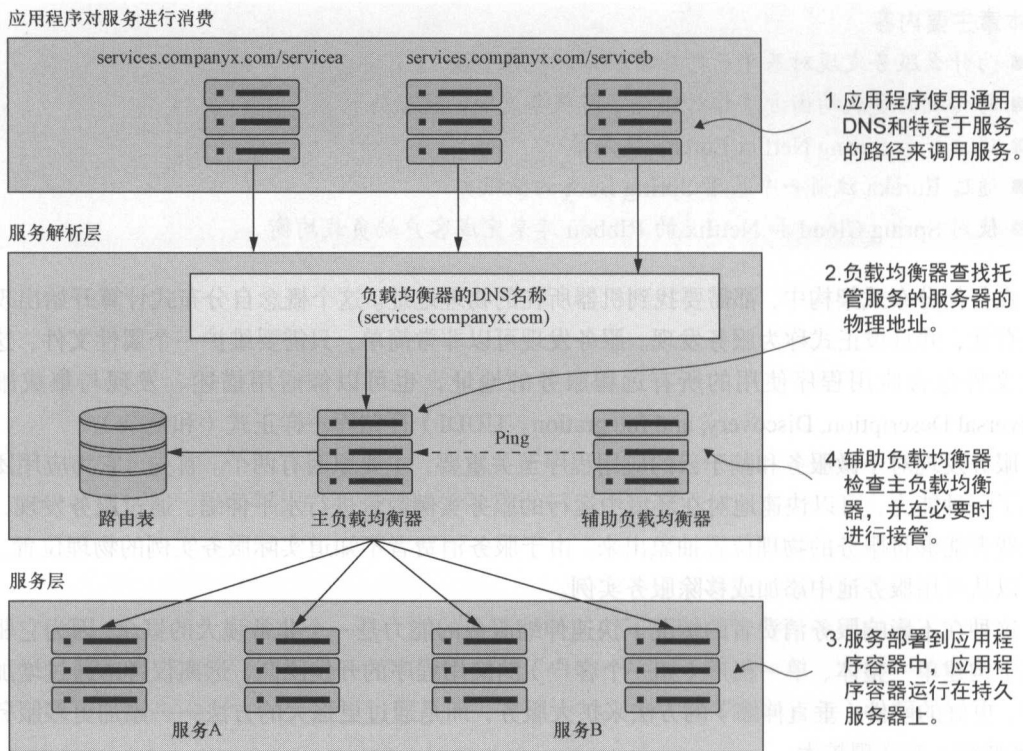 应用程序对服务进行消费
services.companyx.com/servicea
services.companyx.com/serviceb
1.应用程序使用通用
DNS和特定于服务
的路径来调用服务。
服务解析层
负载均衡器的DNS名称
(services.companyx.com)
2.负载均衡器查找托
管服务的服务器的
物理地址。
Ping
路由表
主负载均衡器
辅助负载均衡器
4.辅助负载均衡器
检查主负载均衡
器，并在必要时
进行接管。
服务层
服务A
服务B
3.服务部署到应用程
序容器中，应用程
序容器运行在持久
服务器上。